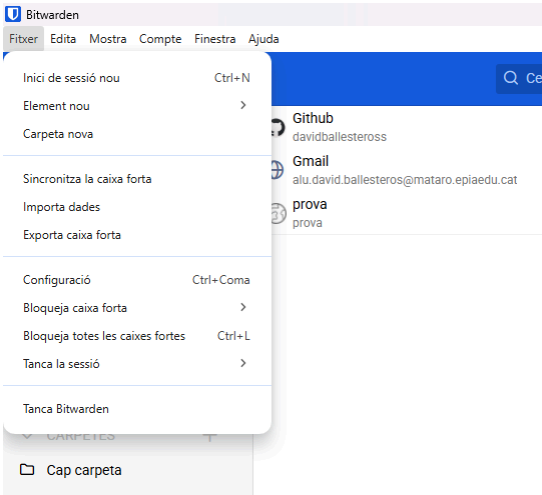 Bitwarden
Fitxer Edita Mostra Compte Finestra Ajuda
Ce
Inici de sessió nou Ctrl+N
Element nou
Carpeta nova
Sincronitza la caixa forta
Importa dades
Exporta caixa forta
Configuració Ctrl+Coma
Bloqueja caixa forta
Bloqueja totes les caixes fortes Ctrl+L
Tanca la sessió
Tanca Bitwarden
Github
davidballesteross
Gmail
alu.david.ballesteros@mataro.epiaedu.cat
prova
prova
CARPETES
Cap carpeta